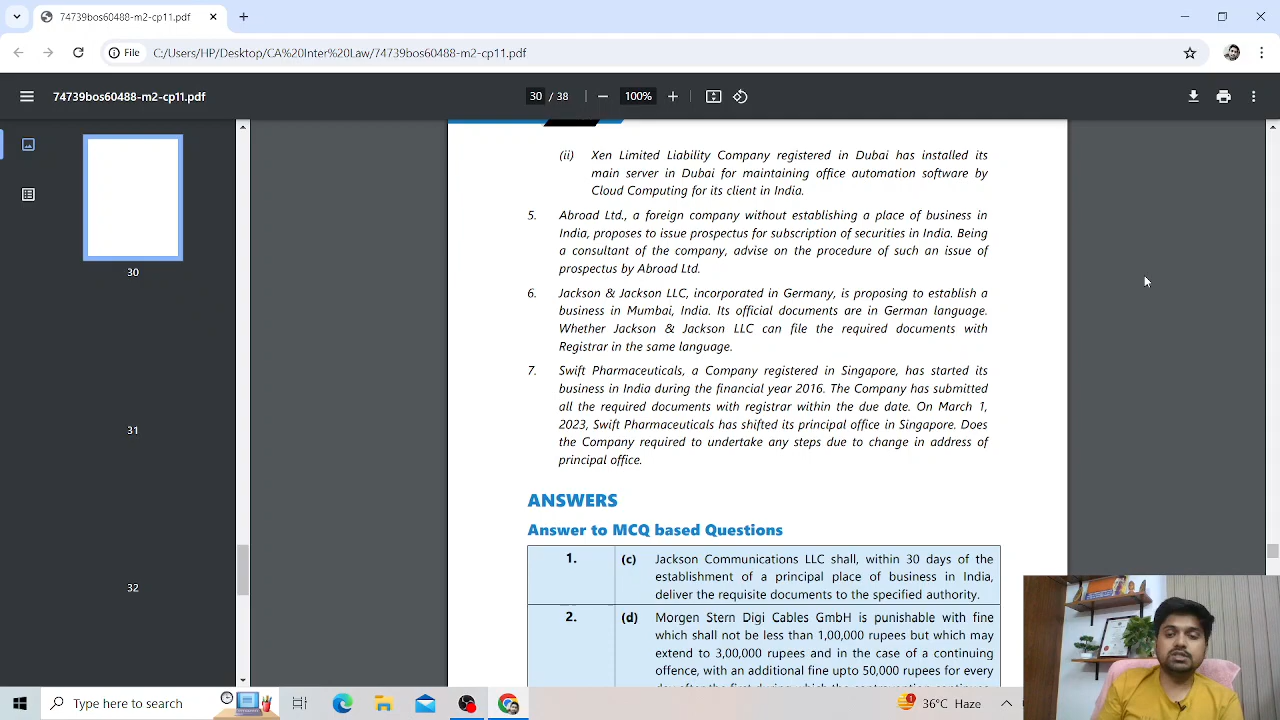 74739bos60488-m2-cp11.pdf
File
C:/Users/HP/Desktop/CA%20Inter%20Law/74739bos60488-m2-cp11.pdf
74739bos60488-m2-cp11.pdf
30 / 38
100%
30
31
32
(ii) Xen Limited Liability Company registered in Dubai has installed its
main server in Dubai for maintaining office automation software by
Cloud Computing for its client in India.
5. Abroad Ltd., a foreign company without establishing a place of business in
India, proposes to issue prospectus for subscription of securities in India. Being
a consultant of the company, advise on the procedure of such an issue of
prospectus by Abroad Ltd.
6. Jackson & Jackson LLC, incorporated in Germany, is proposing to establish a
business in Mumbai, India. Its official documents are in German language.
Whether Jackson & Jackson LLC can file the required documents with
Registrar in the same language.
7. Swift Pharmaceuticals, a Company registered in Singapore, has started its
business in India during the financial year 2016. The Company has submitted
all the required documents with registrar within the due date. On March 1,
2023, Swift Pharmaceuticals has shifted its principal office in Singapore. Does
the Company required to undertake any steps due to change in address of
principal office.
ANSWERS
Answer to MCQ based Questions
1. (c) Jackson Communications LLC shall, within 30 days of the
establishment of a principal place of business in India,
deliver the requisite documents to the specified authority.
2. (d) Morgen Stern Digi Cables GmbH is punishable with fine
which shall not be less than 1,00,000 rupees but which may
extend to 3,00,000 rupees and in the case of a continuing
offence, with an additional fine upto 50,000 rupees for every
Type here to search
1
36°C Haze